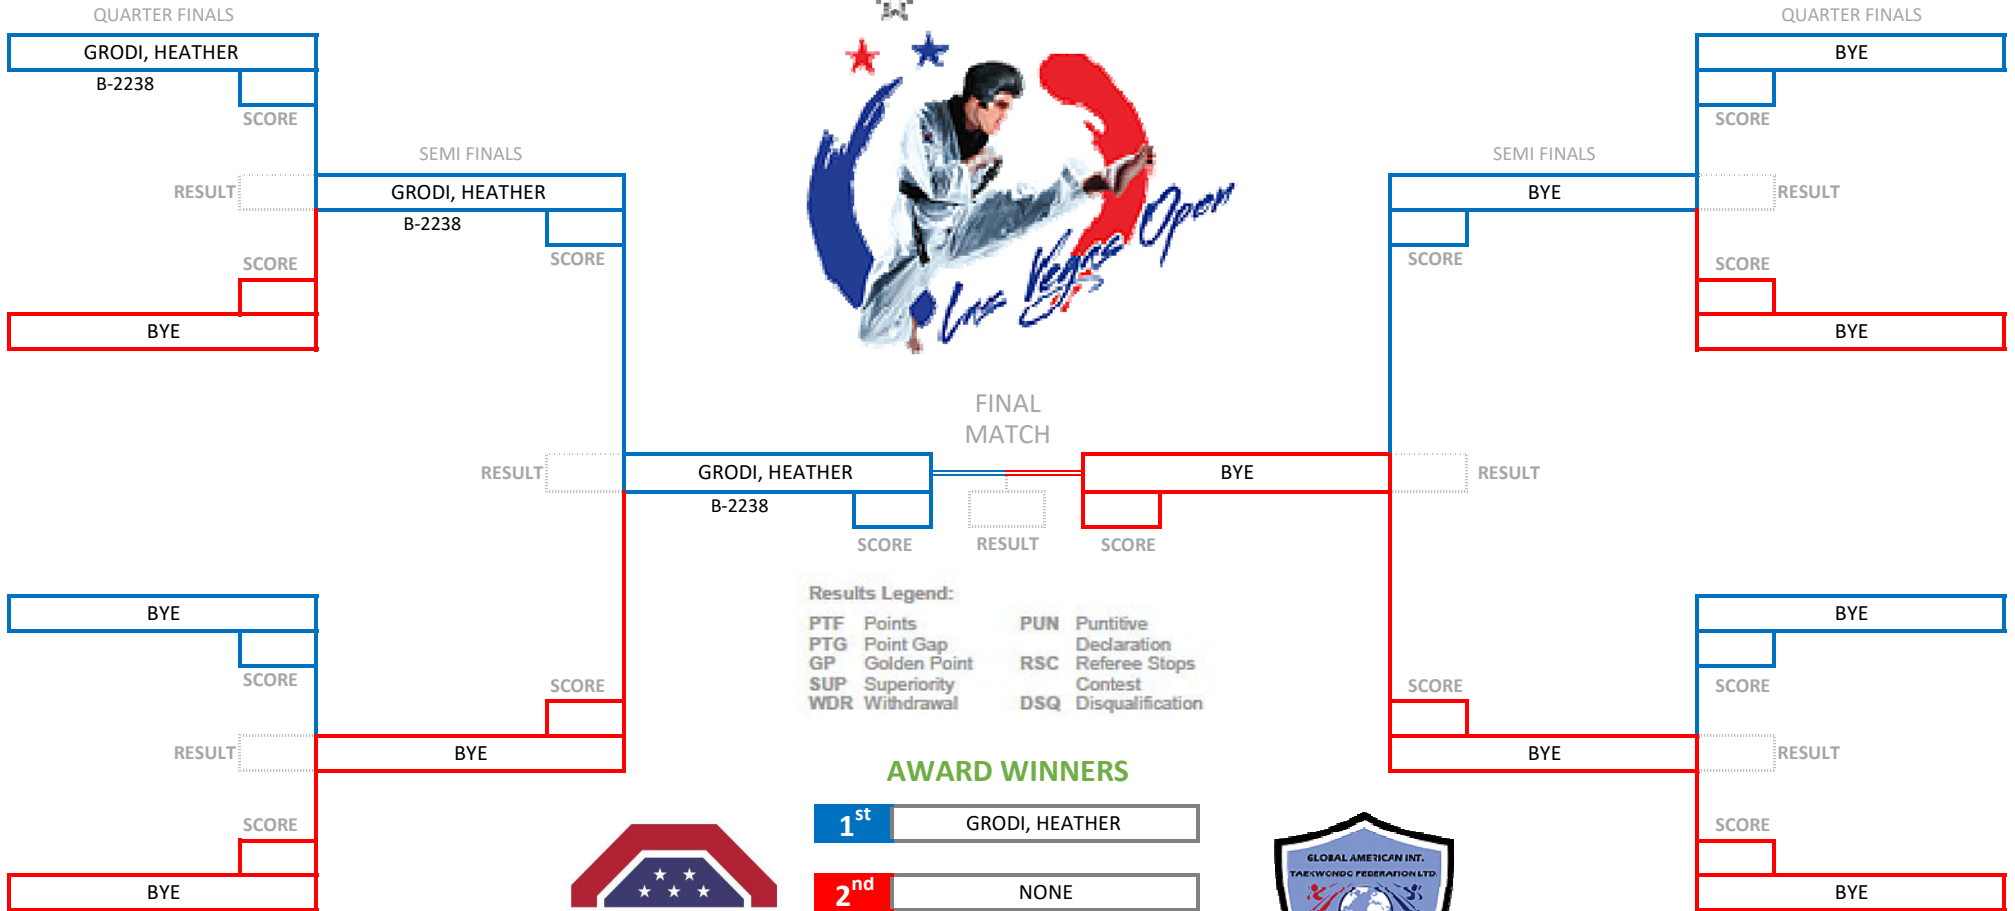 QUARTER FINALS
QUARTER FINALS
GRODI, HEATHER
BYE
B-2238
SCORE
SCORE
SEMI FINALS
SEMI FINALS
RESULT
GRODI, HEATHER
BYE
RESULT
B-2238
SCORE
SCORE
SCORE
SCORE
BYE
BYE
Las Vegas Open
FINAL
MATCH
RESULT
GRODI, HEATHER
BYE
RESULT
B-2238
SCORE
RESULT
SCORE
Results Legend:
PTF Points
PTG Point Gap
GP Golden Point
SUP Superiority
WDR Withdrawal
PUN Puntitive
Declaration
RSC Referee Stops
Contest
DSQ Disqualification
BYE
BYE
SCORE
SCORE
SCORE
SCORE
RESULT
BYE
BYE
RESULT
SCORE
SCORE
BYE
BYE
AWARD WINNERS
1st GRODI, HEATHER
2nd NONE
GLOBAL AMERICAN INT.
TAEKWONDO FEDERATION LTD.